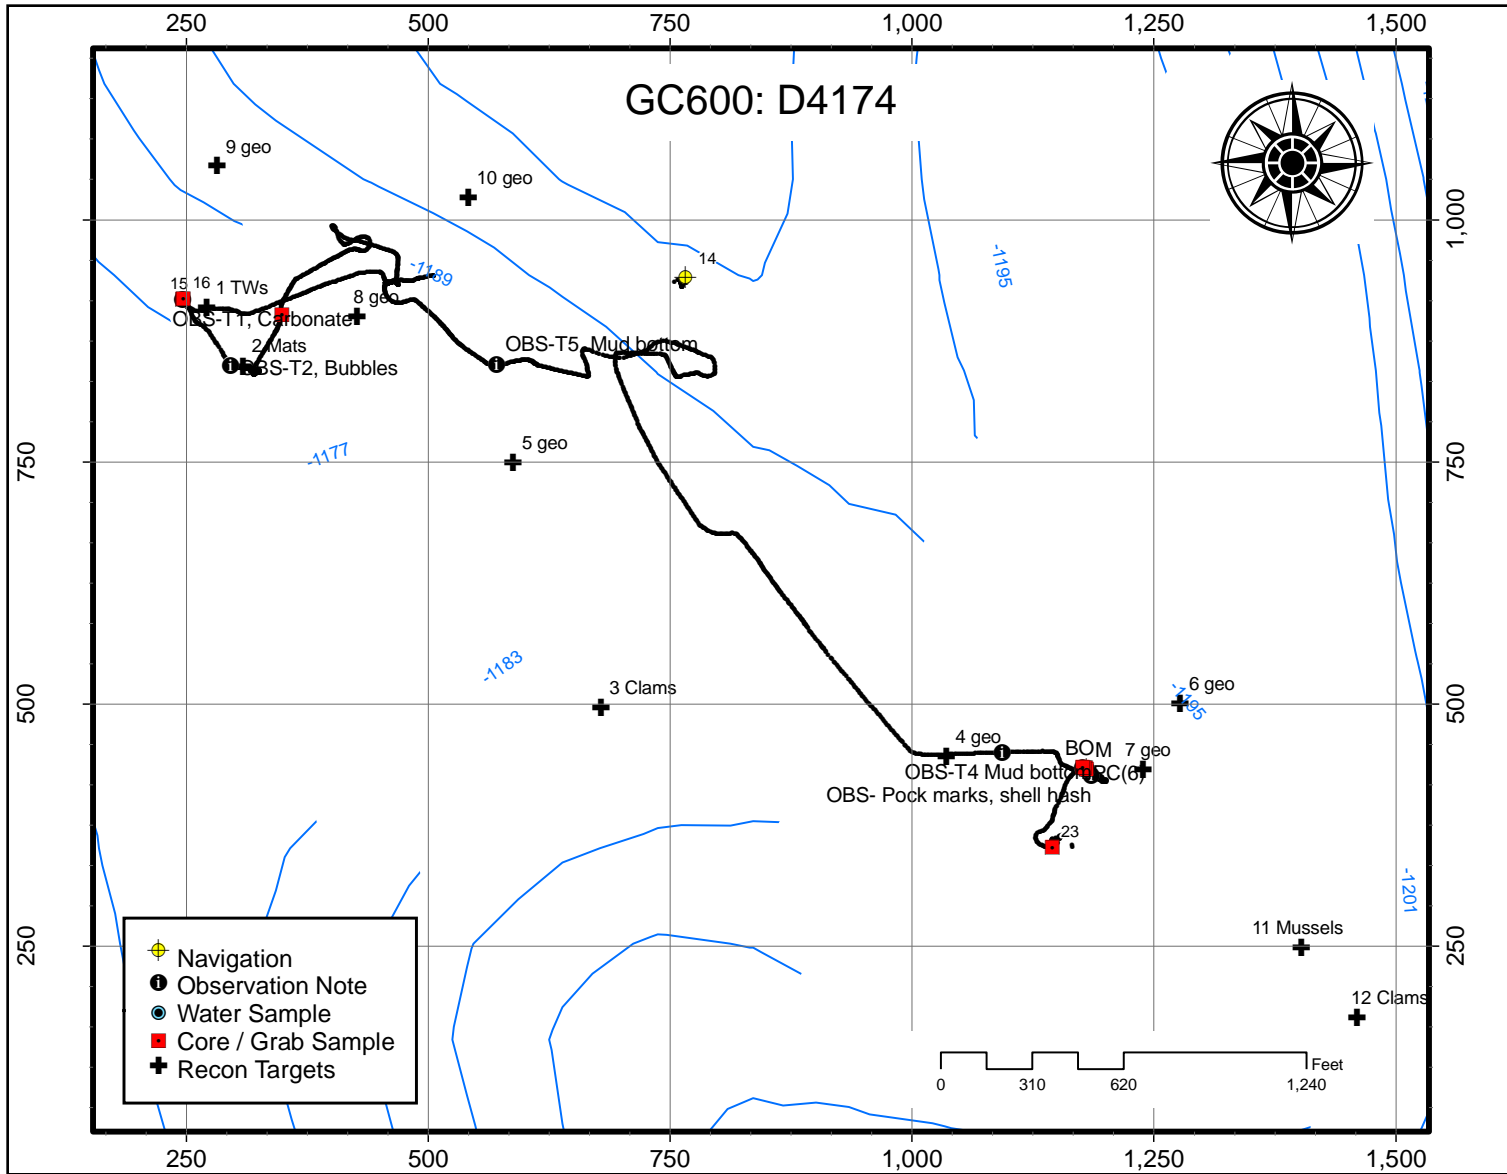 250 500 750 1,000 1,250 1,500
GC600: D4174
9 geo
10 geo
1,000
1,000
14
-1189
-1195
15 16 1 TWs
8 geo
OBS-T1, Carbonate
2 Mats
OBS-T5, Mud bottom
OBS-T2, Bubbles
5 geo
750
-1177
750
-1183
3 Clams
6 geo
-1195
500
500
4 geo
BOM 7 geo
OBS-T4 Mud bottom PC(6)
OBS- Pock marks, shell hash
23
-1201
11 Mussels
250
250
12 Clams
Navigation
Observation Note
Water Sample
Core / Grab Sample
Recon Targets
Feet
0 310 620 1,240
250 500 750 1,000 1,250 1,500